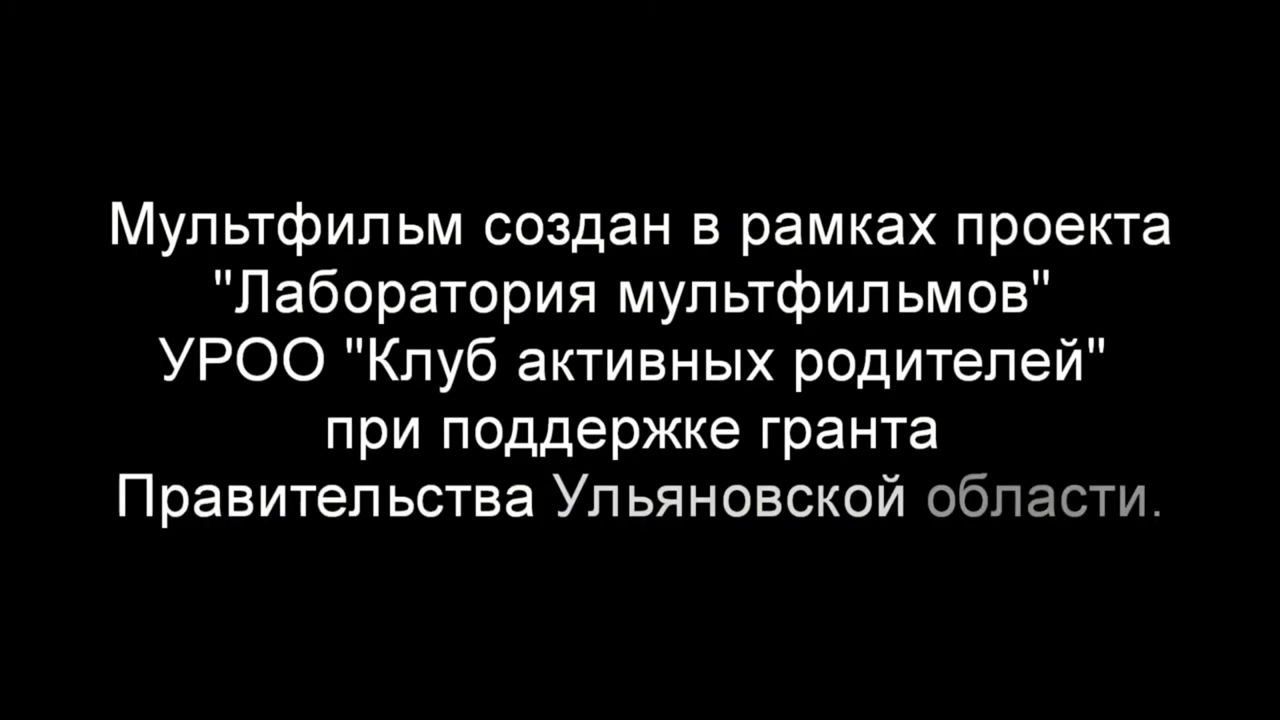 Мультфильм создан в рамках проекта
"Лаборатория мультфильмов"
УРОО "Клуб активных родителей"
при поддержке гранта
Правительства Ульяновской области.